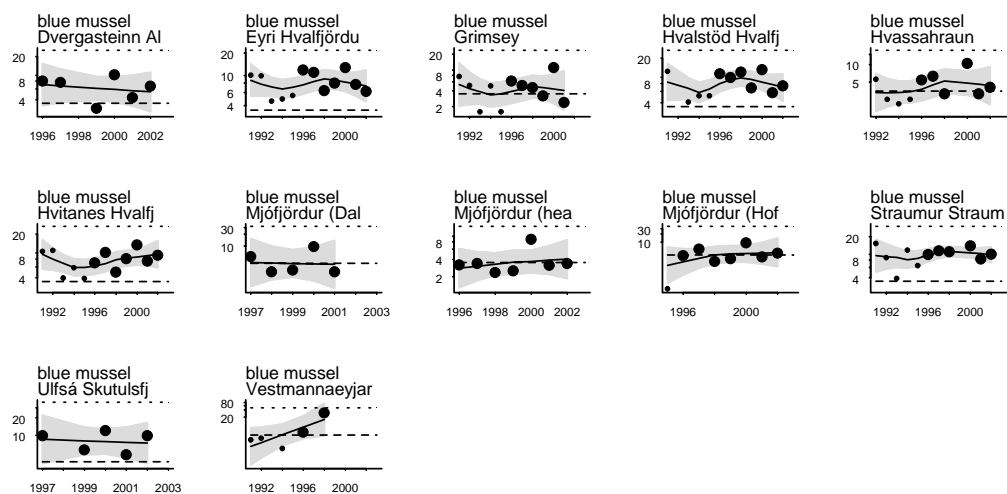 blue mussel
Dvergasteinn Al
20
8
4
1996
2000
2002
blue mussel
Eyri Hvalfjördu
20
10
6
4
1992
1996
2000
blue mussel
Grimsey
8
4
2
1992
1996
2000
blue mussel
Hvalstöd Hvalfj
20
8
4
1992
1996
2000
blue mussel
Hvassahraun
10
5
2
1992
1996
2000
blue mussel
Hvitanes Hvalfj
20
8
4
1992
1996
2000
blue mussel
Mjófjördur (Dal
30
10
1997
1999
2001
2003
blue mussel
Mjófjördur (hea
8
4
2
1996
1998
2000
2002
blue mussel
Mjófjördur (Hof
30
10
1996
2000
blue mussel
Straumur Straum
20
8
4
1992
1996
2000
blue mussel
Ulfsá Skutulsfj
20
10
1997
1999
2001
2003
blue mussel
Vestmannaeyjar
80
20
1992
1996
2000